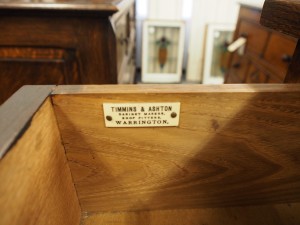 TIMMINS & ASHTON
CABINET MAKERS,
SHOP FITTERS,
WARRINGTON.